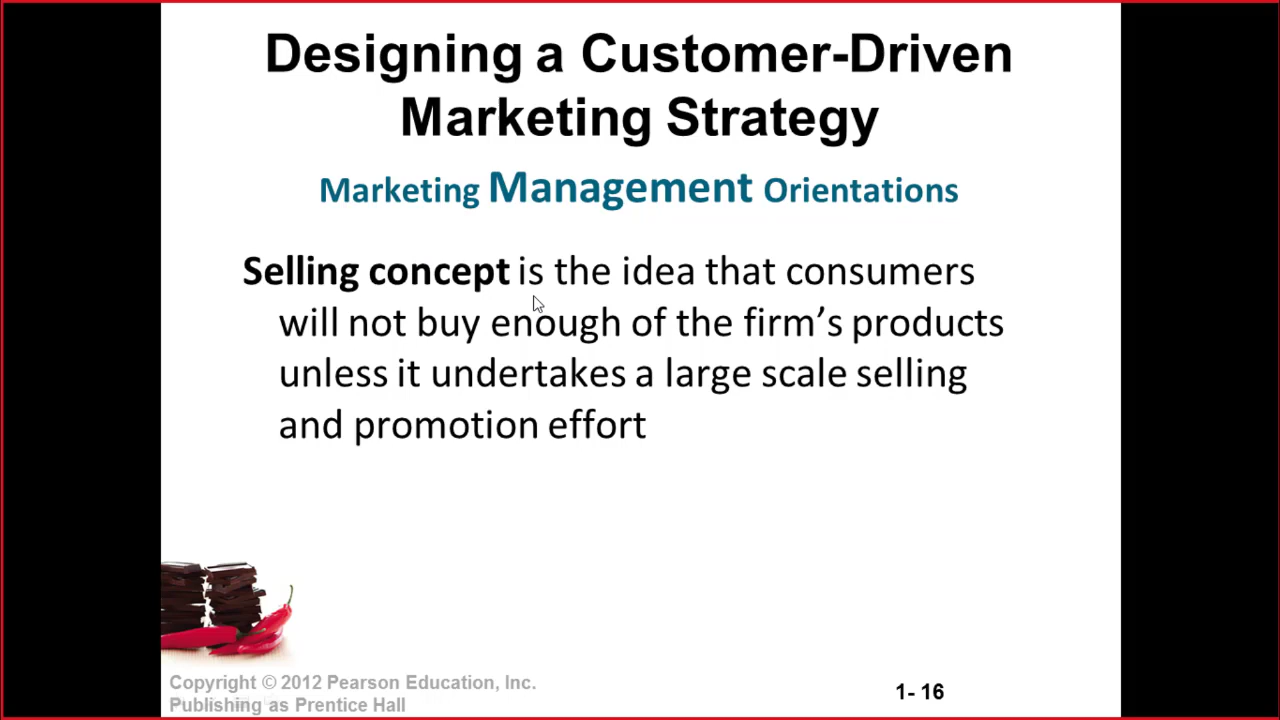 Designing a Customer-Driven
Marketing Strategy
Marketing Management Orientations
Selling concept is the idea that consumers
will not buy enough of the firm’s products
unless it undertakes a large scale selling
and promotion effort
Copyright © 2012 Pearson Education, Inc.
Publishing as Prentice Hall
1- 16